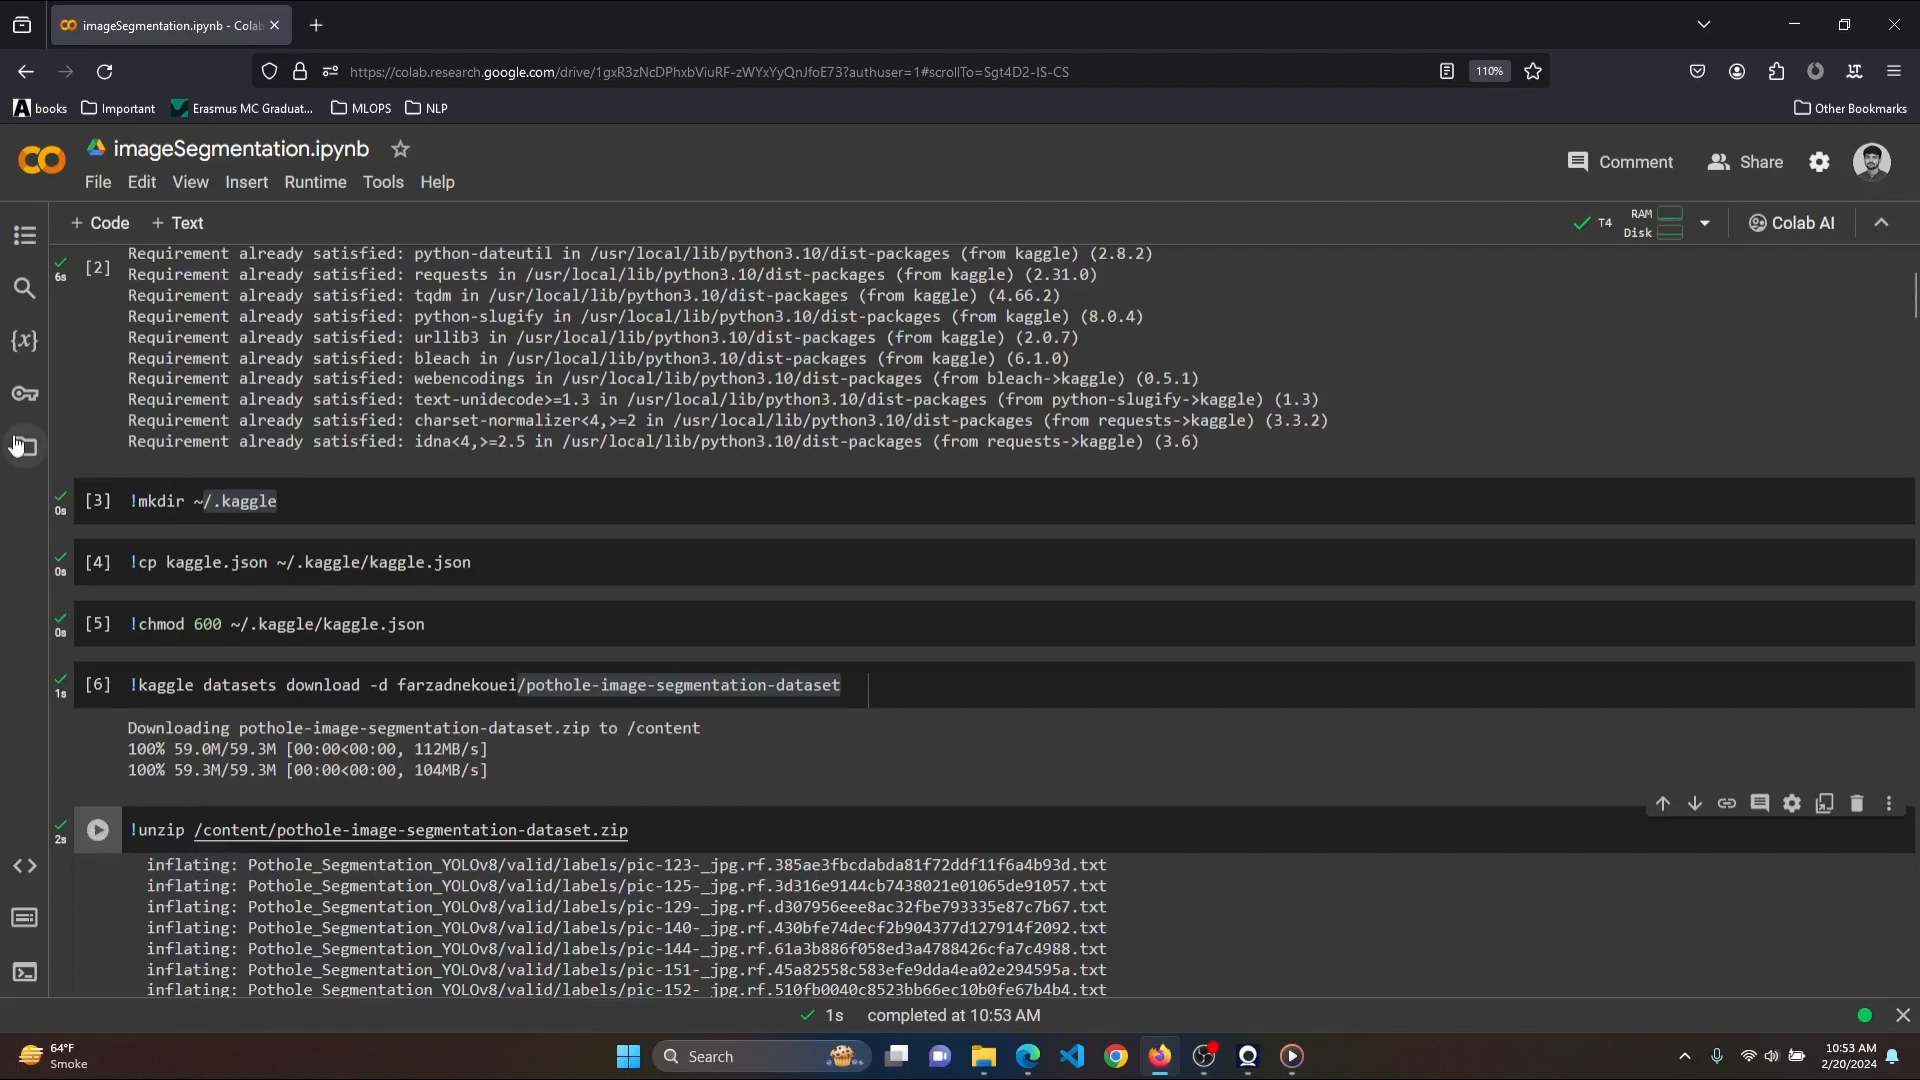 imageSegmentation.ipynb - Colab
https://colab.research.google.com/drive/1gxR3zNcDPhxbViuRF-zWYxYyQnJfoE73?authuser=1#scrollTo=Sgt4D2-IS-CS
110%
books
Important
Erasmus MC Graduat...
MLOPS
NLP
Other Bookmarks
imageSegmentation.ipynb
Comment
Share
File
Edit
View
Insert
Runtime
Tools
Help
+ Code
+ Text
T4
RAM
Disk
Colab AI
6s
[2]
Requirement already satisfied: python-dateutil in /usr/local/lib/python3.10/dist-packages (from kaggle) (2.8.2)
Requirement already satisfied: requests in /usr/local/lib/python3.10/dist-packages (from kaggle) (2.31.0)
Requirement already satisfied: tqdm in /usr/local/lib/python3.10/dist-packages (from kaggle) (4.66.2)
Requirement already satisfied: python-slugify in /usr/local/lib/python3.10/dist-packages (from kaggle) (8.0.4)
Requirement already satisfied: urllib3 in /usr/local/lib/python3.10/dist-packages (from kaggle) (2.0.7)
Requirement already satisfied: bleach in /usr/local/lib/python3.10/dist-packages (from kaggle) (6.1.0)
Requirement already satisfied: webencodings in /usr/local/lib/python3.10/dist-packages (from bleach->kaggle) (0.5.1)
Requirement already satisfied: text-unidecode>=1.3 in /usr/local/lib/python3.10/dist-packages (from python-slugify->kaggle) (1.3)
Requirement already satisfied: charset-normalizer<4,>=2 in /usr/local/lib/python3.10/dist-packages (from requests->kaggle) (3.3.2)
Requirement already satisfied: idna<4,>=2.5 in /usr/local/lib/python3.10/dist-packages (from requests->kaggle) (3.6)
0s
[3] !mkdir ~/.kaggle
0s
[4] !cp kaggle.json ~/.kaggle/kaggle.json
0s
[5] !chmod 600 ~/.kaggle/kaggle.json
1s
[6] !kaggle datasets download -d farzadnekouei/pothole-image-segmentation-dataset
Downloading pothole-image-segmentation-dataset.zip to /content
100% 59.0M/59.3M [00:00<00:00, 112MB/s]
100% 59.3M/59.3M [00:00<00:00, 104MB/s]
2s
!unzip /content/pothole-image-segmentation-dataset.zip
inflating: Pothole_Segmentation_YOLOv8/valid/labels/pic-123-_jpg.rf.385ae3fbcdabda81f72ddf11f6a4b93d.txt
inflating: Pothole_Segmentation_YOLOv8/valid/labels/pic-125-_jpg.rf.3d316e9144cb7438021e01065de91057.txt
inflating: Pothole_Segmentation_YOLOv8/valid/labels/pic-129-_jpg.rf.d307956eee8ac32fbe793335e87c7b67.txt
inflating: Pothole_Segmentation_YOLOv8/valid/labels/pic-140-_jpg.rf.430bfe74decf2b904377d127914f2092.txt
inflating: Pothole_Segmentation_YOLOv8/valid/labels/pic-144-_jpg.rf.61a3b886f058ed3a4788426cfa7c4988.txt
inflating: Pothole_Segmentation_YOLOv8/valid/labels/pic-151-_jpg.rf.45a82558c583efe9dda4ea02e294595a.txt
inflating: Pothole_Segmentation_YOLOv8/valid/labels/pic-152-_jpg.rf.510fb0040c8523bb66ec10b0fe67b4b4.txt
1s completed at 10:53 AM
64°F
Smoke
Search
10:53 AM
2/20/2024